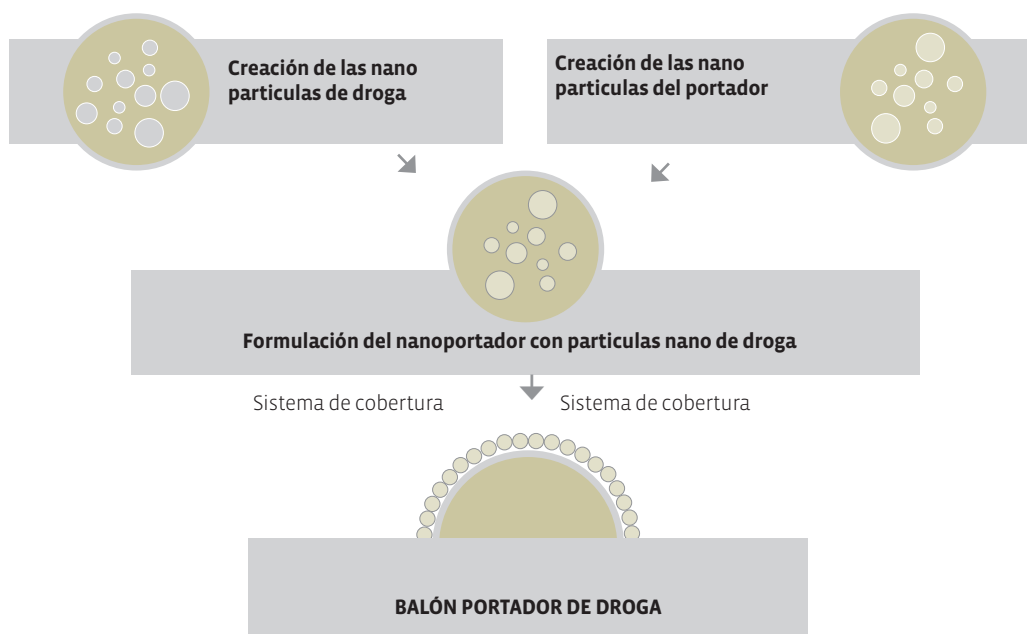 Creación de las nano
particulas de droga
Creación de las nano
particulas del portador
Formulación del nanoportador con particulas nano de droga
Sistema de cobertura
Sistema de cobertura
BALÓN PORTADOR DE DROGA